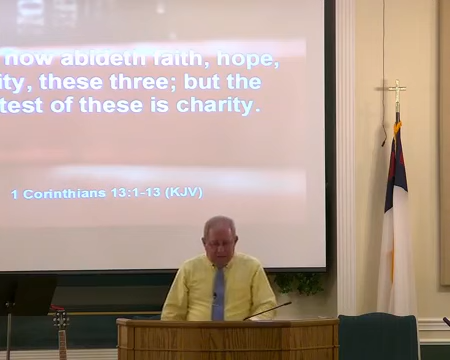 now abideth faith, hope,
ity, these three; but the
test of these is charity.
1 Corinthians 13:1-13 (KJV)